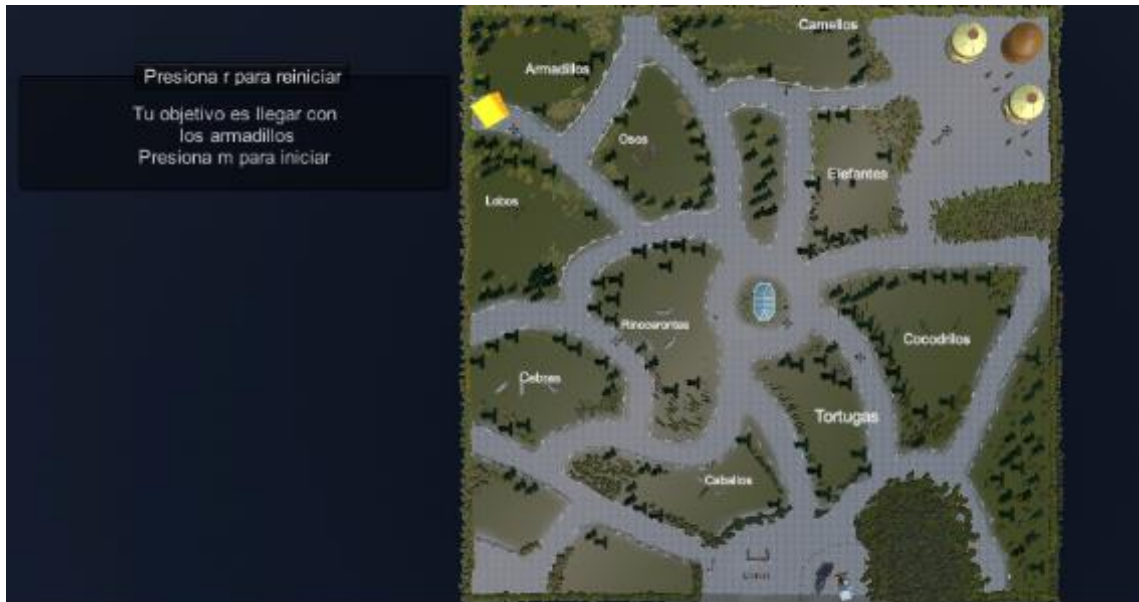 Presiona r para reiniciar
Tu objetivo es llegar con
los armadillos
Presiona m para iniciar
Camellos
Armadillos
Osos
Elefantes
Lobos
Rinocerontes
Cocodrilos
Cebras
Tortugas
Caballos